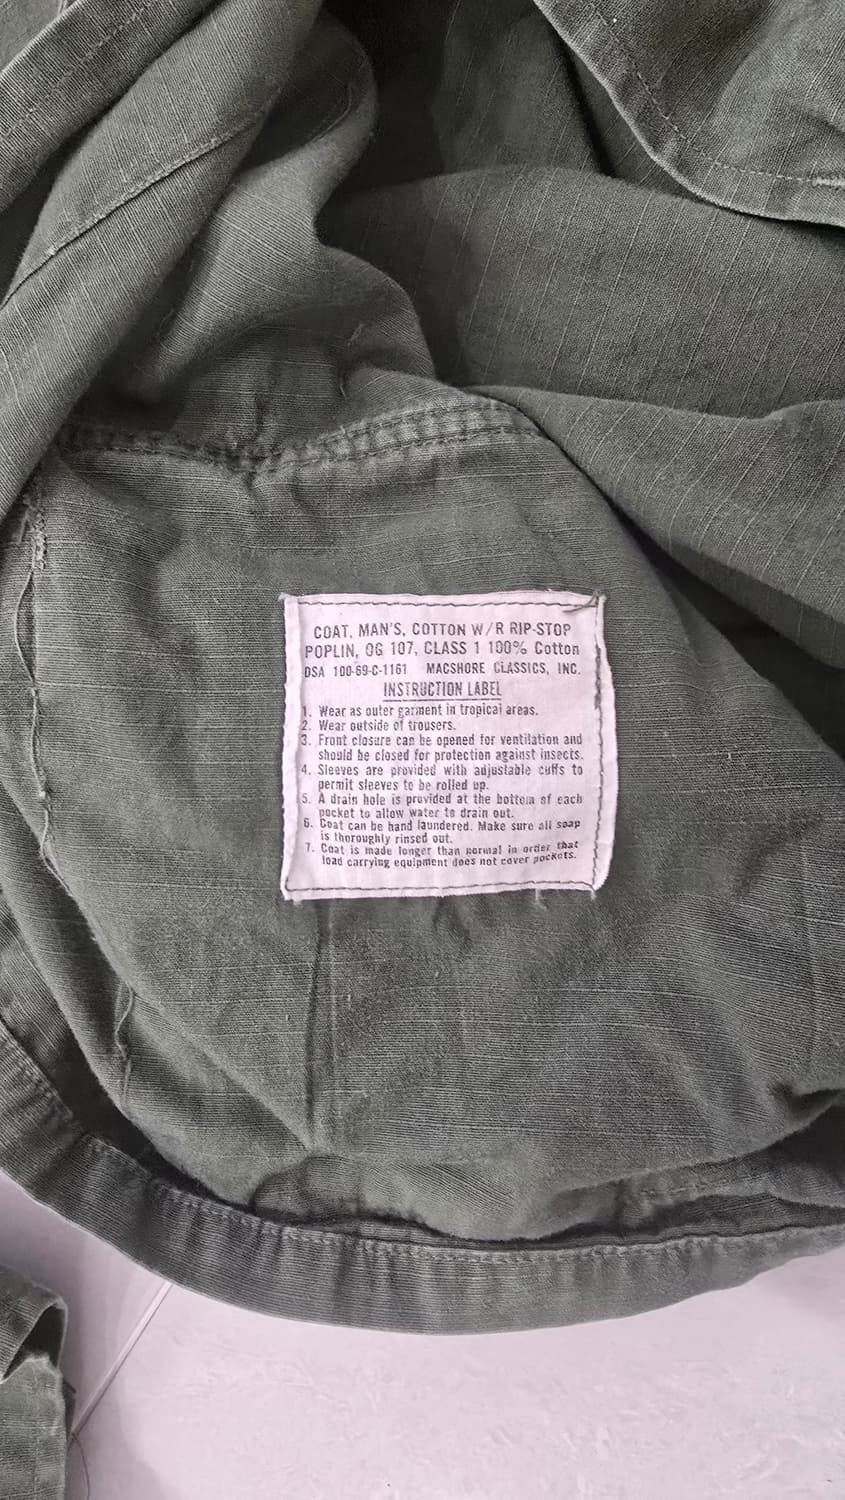 COAT, MAN'S, COTTON W/R RIP-STOP
POPLIN, OG 107, CLASS 1 100% Cotton
DSA 100-69-C-1161 MACSHORE CLASSICS, INC.
INSTRUCTION LABEL
1. Wear as outer garment in tropical areas.
2. Wear outside of trousers.
3. Front closure can be opened for ventilation and
should be closed for protection against insects.
4. Sleeves are provided with adjustable cuffs to
permit sleeves to be rolled up.
5. A drain hole is provided at the bottom of each
pocket to allow water to drain out.
6. Coat can be hand laundered. Make sure all soap
is thoroughly rinsed out.
7. Coat is made longer than normal in order that
load carrying equipment does not cover pockets.